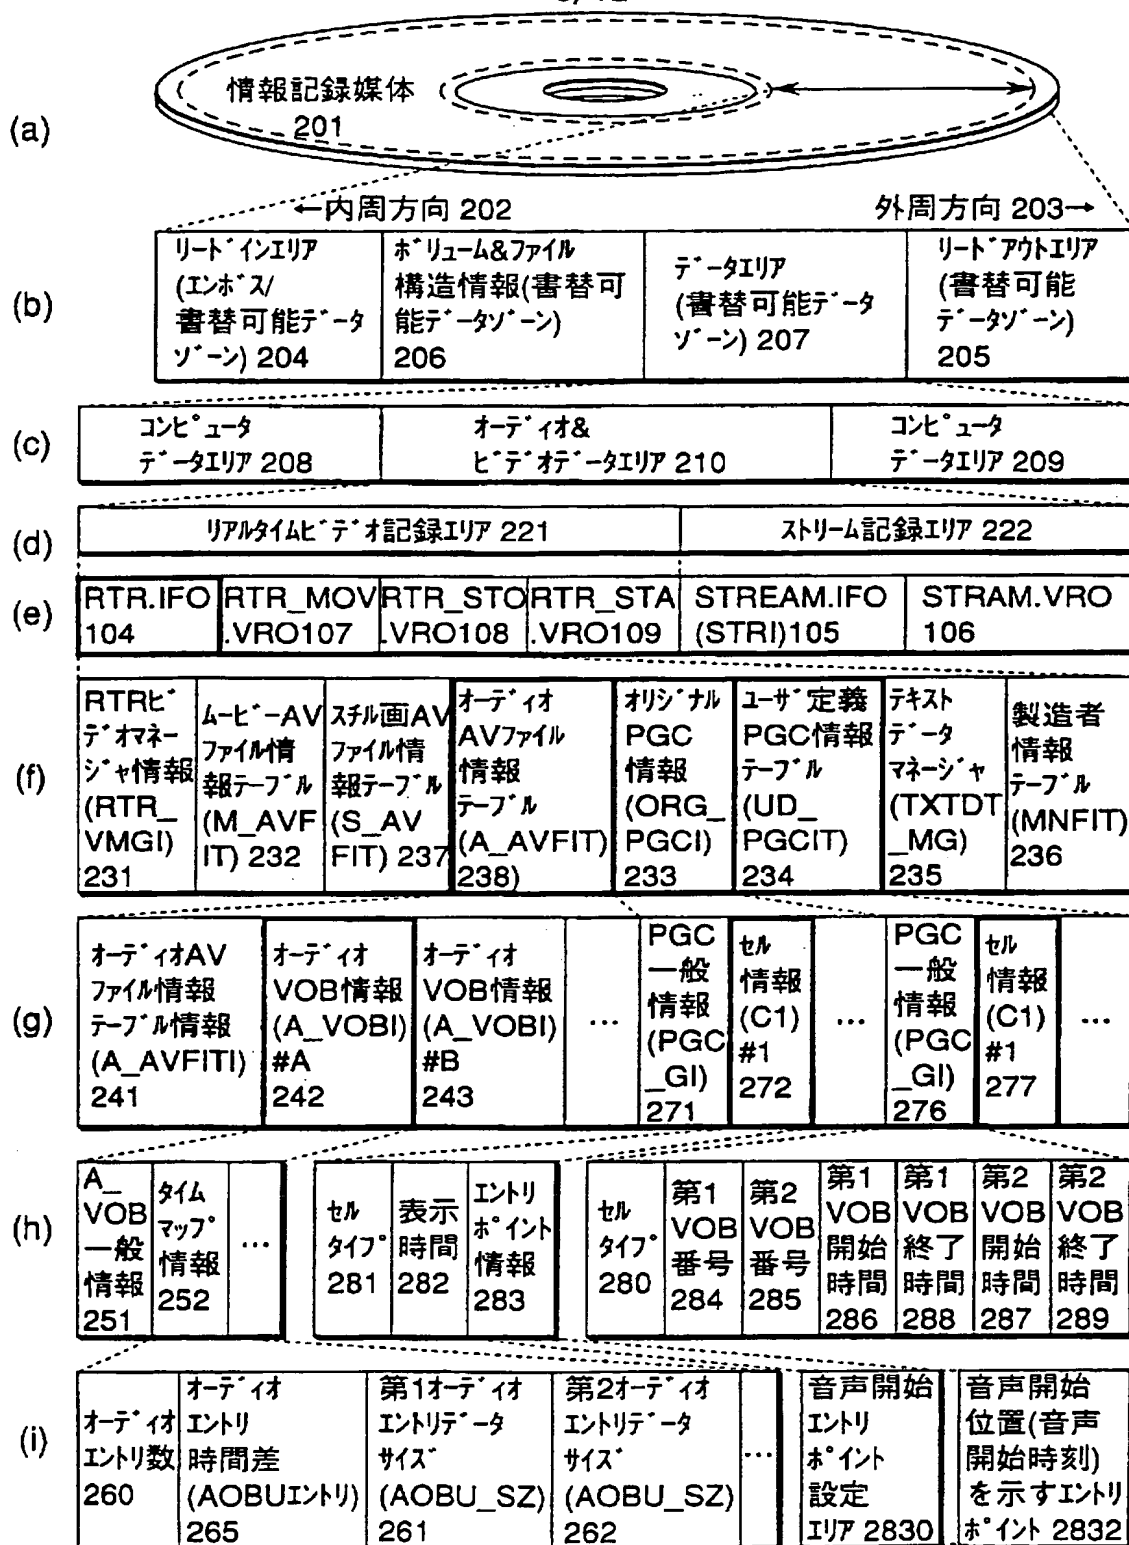 (a)
情報記録媒体
201
←内周方向 202
外周方向 203→
(b)
リードインエリア
(エンボス/
書替可能データ
ゾーン) 204
ボリューム&ファイル
構造情報(書替可
能データゾーン)
206
データエリア
(書替可能データ
ゾーン) 207
リードアウトエリア
(書替可能
データゾーン)
205
(c)
コンピュータ
データエリア 208
オーディオ&
ビデオデータエリア 210
コンピュータ
データエリア 209
(d)
リアルタイムビデオ記録エリア 221
ストリーム記録エリア 222
(e)
RTR.IFO
104
RTR_MOV
.VRO107
RTR_STO
.VRO108
RTR_STA
.VRO109
STREAM.IFO
(STRI)105
STRAM.VRO
106
(f)
RTRビ
デオマネー
ジャ情報
(RTR_
VMGI)
231
ムービーAV
ファイル情
報テーブル
(M_AVF
IT) 232
スチル画AV
ファイル情
報テーブル
(S_AV
FIT) 237
オーディオ
AVファイル
情報
テーブル
(A_AVFIT)
238)
オリジナル
PGC
情報
(ORG_
PGCI)
233
ユーザ定義
PGC情報
テーブル
(UD_
PGCIT)
234
テキスト
データ
マネージャ
(TXTDT
_MG)
235
製造者
情報
テーブル
(MNFIT)
236
(g)
オーディオAV
ファイル情報
テーブル情報
(A_AVFITI)
241
オーディオ
VOB情報
(A_VOBI)
#A
242
オーディオ
VOB情報
(A_VOBI)
#B
243
…
PGC
一般
情報
(PGC
_GI)
271
セル
情報
(C1)
#1
272
…
PGC
一般
情報
(PGC
_GI)
276
セル
情報
(C1)
#1
277
…
(h)
A_
VOB
一般
情報
251
タイム
マップ
情報
252
…
セル
タイプ
281
表示
時間
282
エントリ
ポイント
情報
283
セル
タイプ
280
第1
VOB
番号
284
第2
VOB
番号
285
第1
VOB
開始
時間
286
第1
VOB
終了
時間
288
第2
VOB
開始
時間
287
第2
VOB
終了
時間
289
(i)
オーディオ
エントリ数
260
オーディオ
エントリ
時間差
(AOBUエントリ)
265
第1オーディオ
エントリデータ
サイズ
(AOBU_SZ)
261
第2オーディオ
エントリデータ
サイズ
(AOBU_SZ)
262
…
音声開始
エントリ
ポイント
設定
エリア 2830
音声開始
位置(音声
開始時刻)
を示すエントリ
ポイント 2832